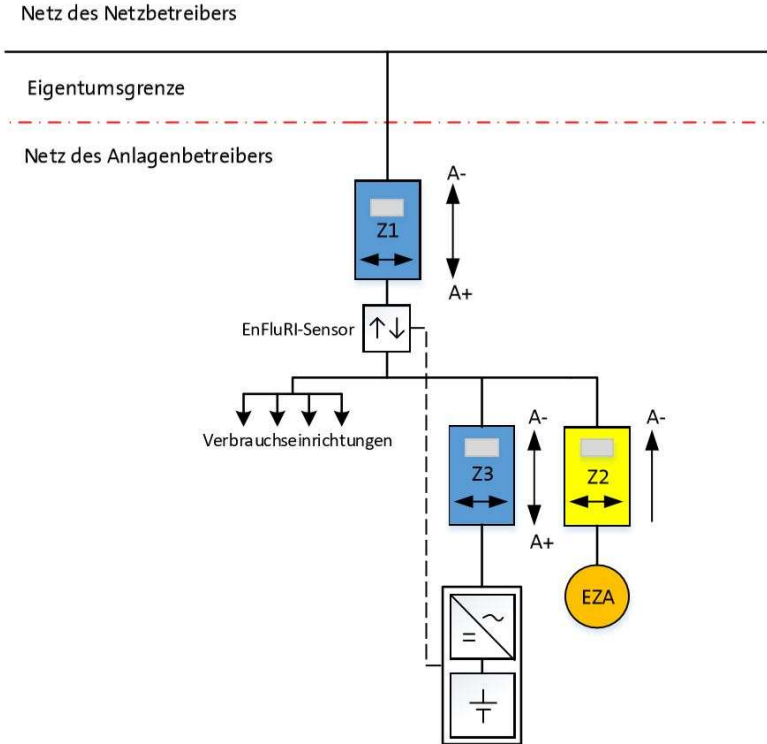 Netz des Netzbetreibers
Eigentumsgrenze
Netz des Anlagenbetreibers
A-
Z1
A+
EnFluRI-Sensor
Verbrauchseinrichtungen
A-
A-
Z3
Z2
A+
EZA